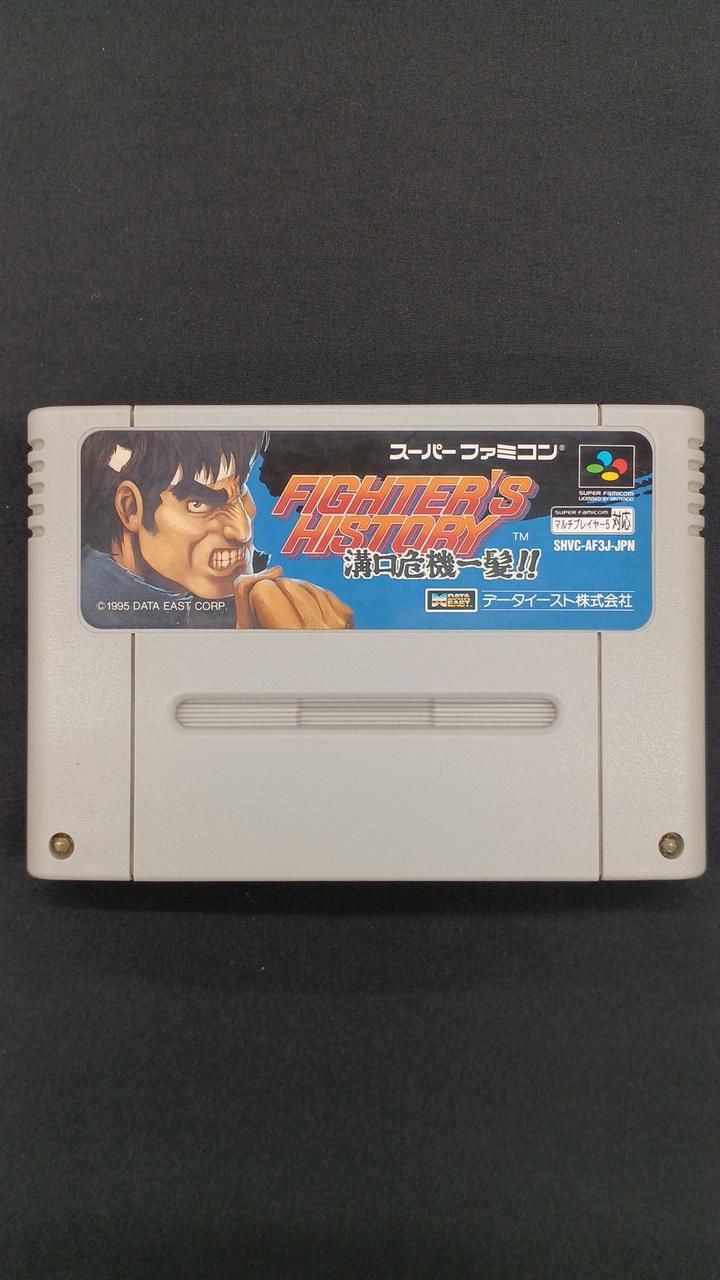 スーパーファミコン®
SUPER FAMICOM
LICENSED BY NINTENDO
FIGHTER'S
HISTORY™
溝口危機一髪!!
SUPER FAMICOM
マルチプレイヤー5 対応
SHVC-AF3J-JPN
© 1995 DATA EAST CORP.
DATA
EAST
データイースト株式会社